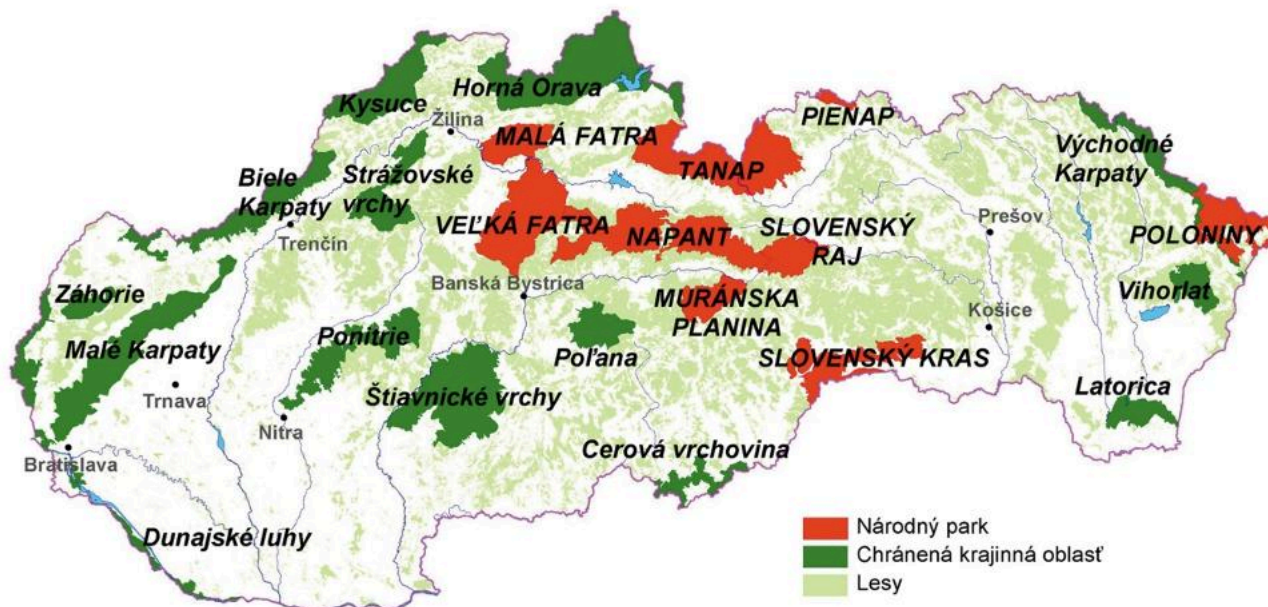 Horná Orava
Kysuce
Žilina
PIENAP
MALÁ FATRA
TANAP
Východné
Karpaty
Strážovské
vrchy
Biele
Karpaty
Trenčín
VEĽKÁ FATRA
NAPANT
SLOVENSKÝ
RAJ
Prešov
POLONINY
Banská Bystrica
Záhorie
MURÁNSKA
PLANINA
Vihorlat
Košice
Ponitrie
Malé Karpaty
Poľana
SLOVENSKÝ KRAS
Trnava
Štiavnické vrchy
Latorica
Nitra
Cerová vrchovina
Bratislava
Dunajské luhy
Národný park
Chránená krajinná oblasť
Lesy